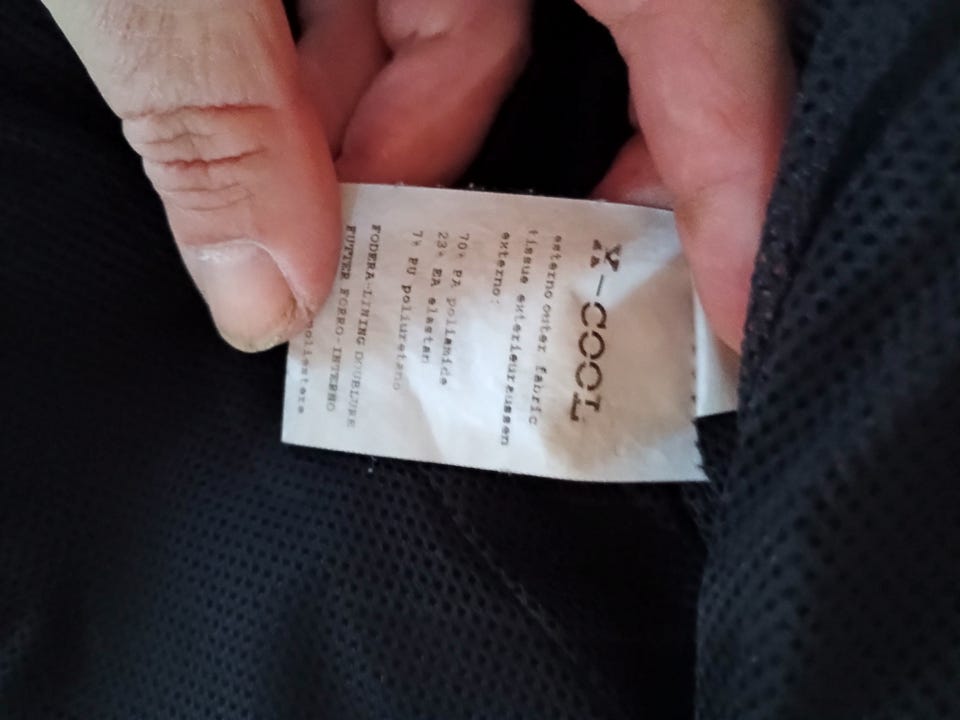 X-COOL
esterno outer fabric
tissue exterieuraussen
externo:
70% PA poliamide
23% EA elastan
7% PU poliuretano
FODERA-LINING DOUBLURE
FUTTER FORRO-INTERNO
poliestere